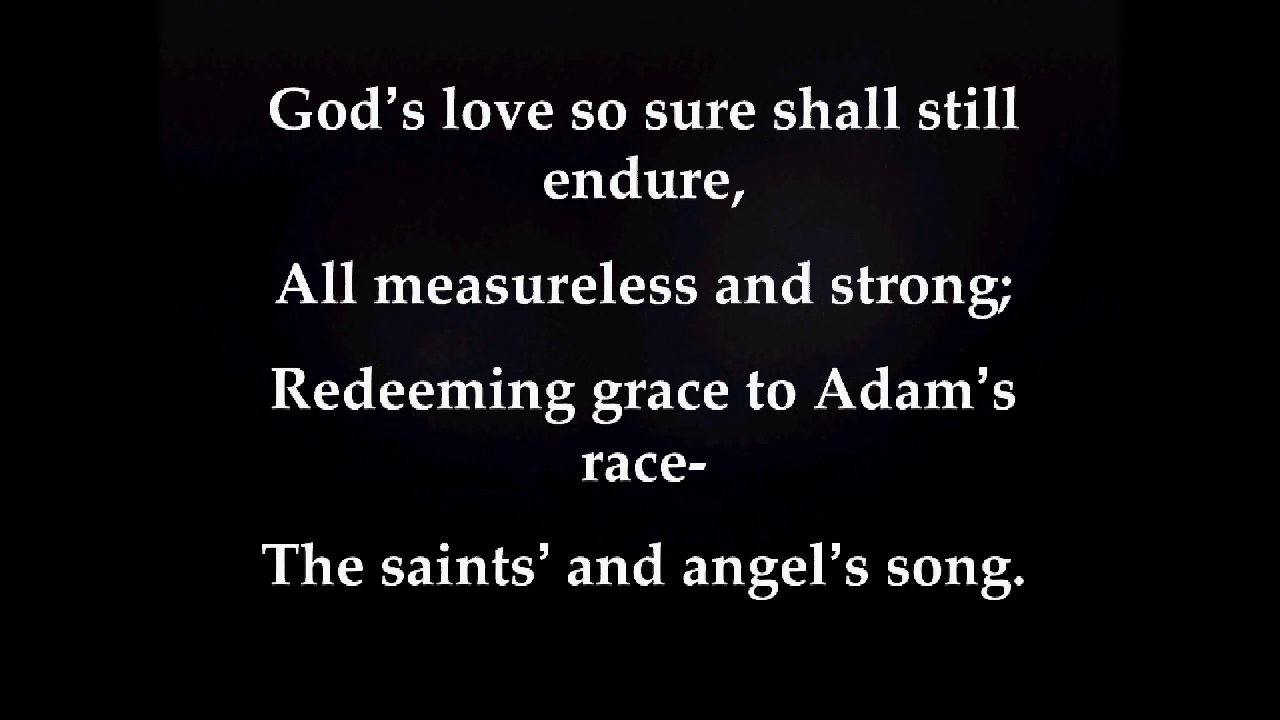 God’s love so sure shall still
endure,
All measureless and strong;
Redeeming grace to Adam’s
race-
The saints’ and angel’s song.